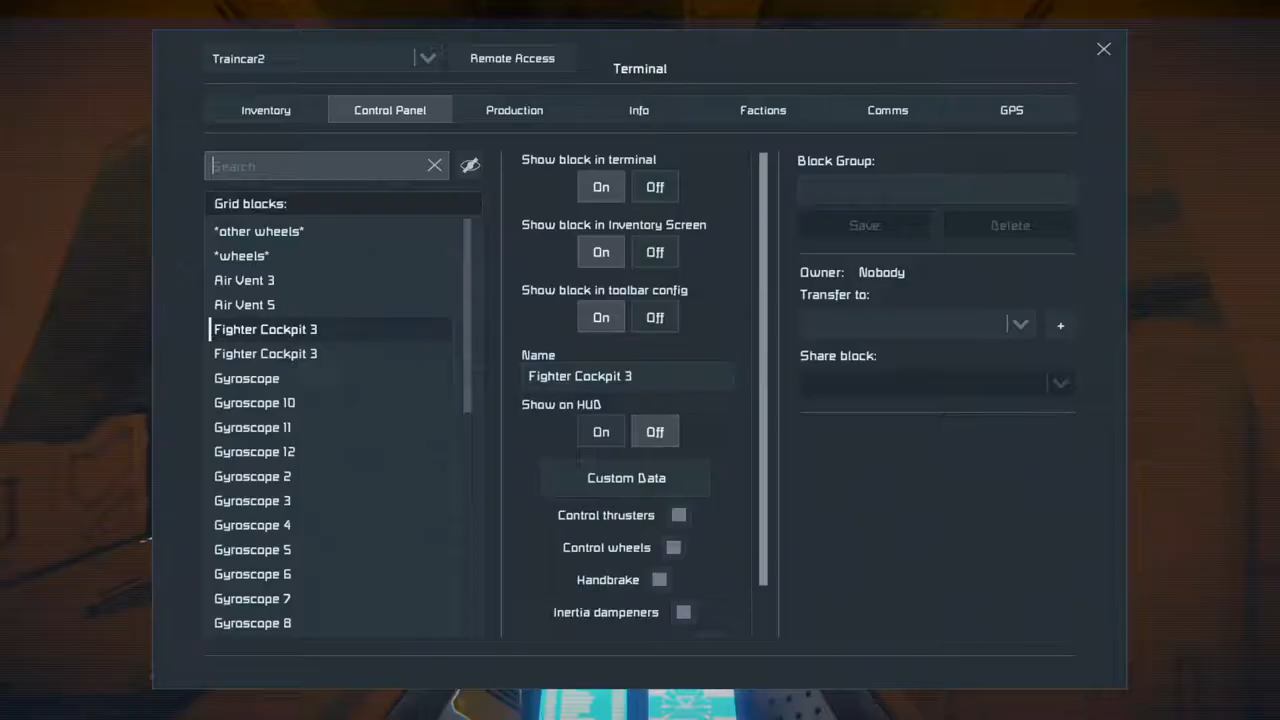 Traincar2
Remote Access
Terminal
Inventory
Control Panel
Production
Info
Factions
Comms
GPS
Search
Grid blocks:
*other wheels*
*wheels*
Air Vent 3
Air Vent 5
Fighter Cockpit 3
Fighter Cockpit 3
Gyroscope
Gyroscope 10
Gyroscope 11
Gyroscope 12
Gyroscope 2
Gyroscope 3
Gyroscope 4
Gyroscope 5
Gyroscope 6
Gyroscope 7
Gyroscope 8
Show block in terminal
On Off
Show block in Inventory Screen
On Off
Show block in toolbar config
On Off
Name
Fighter Cockpit 3
Show on HUD
On Off
Custom Data
Control thrusters
Control wheels
Handbrake
Inertia dampeners
Block Group:
Save Delete
Owner: Nobody
Transfer to:
+
Share block: